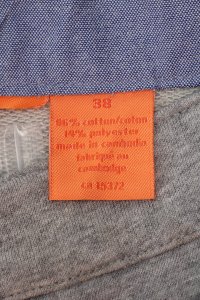 38
86% cotton/coton
14% polyester
made in cambodia
fabriqué au
cambodge
ca 15372